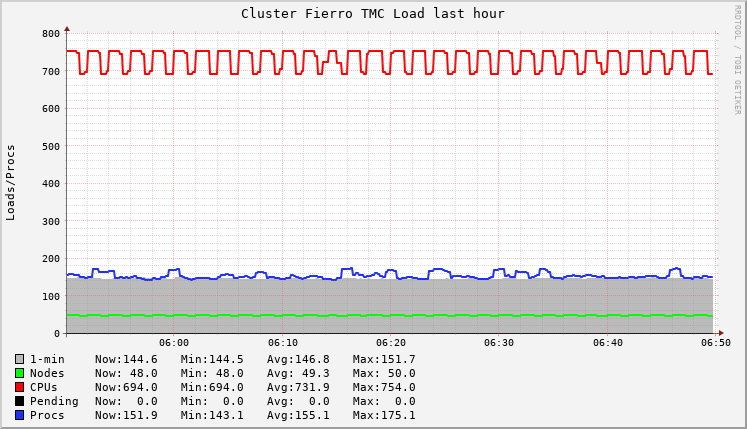 Cluster Fierro TMC Load last hour
RRDTOOL / TOBI OETIKER
Loads/Procs
800
700
600
500
400
300
200
100
0
06:00 06:10 06:20 06:30 06:40 06:50
1-min Now:144.6 Min:144.5 Avg:146.8 Max:151.7
Nodes Now: 48.0 Min: 48.0 Avg: 49.3 Max: 50.0
CPUs Now:694.0 Min:694.0 Avg:731.9 Max:754.0
Pending Now: 0.0 Min: 0.0 Avg: 0.0 Max: 0.0
Procs Now:151.9 Min:143.1 Avg:155.1 Max:175.1